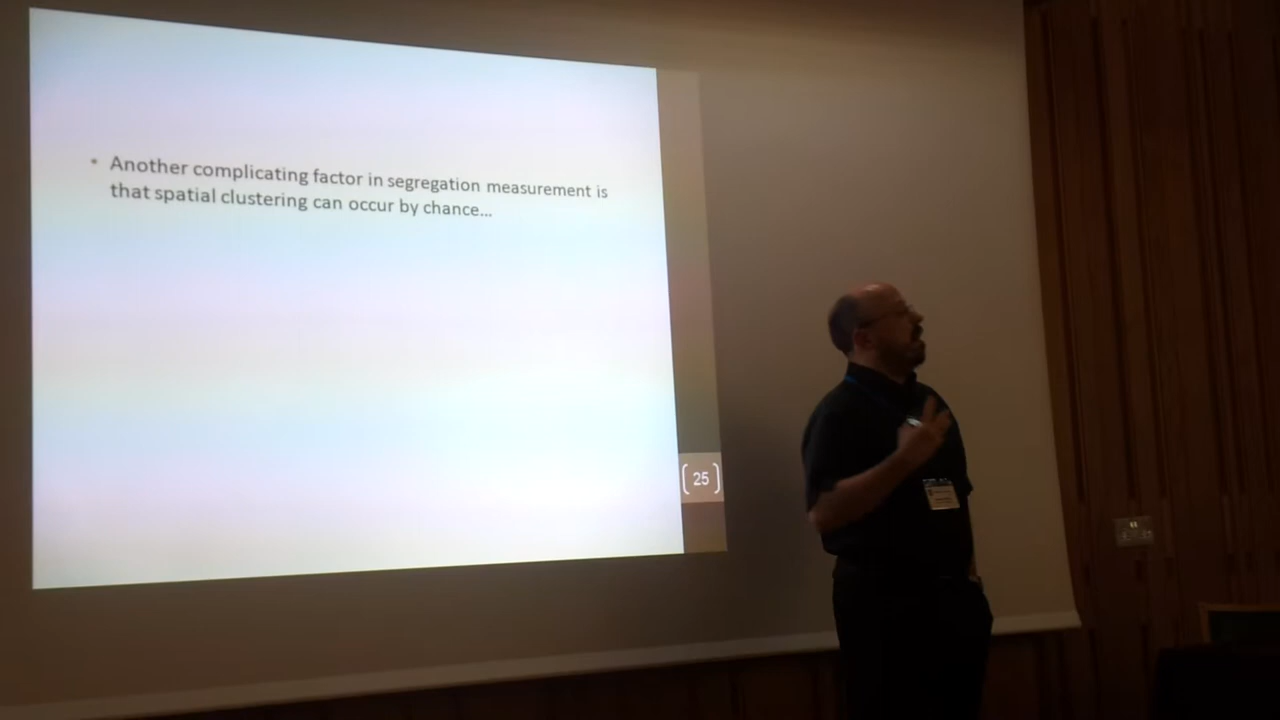 • Another complicating factor in segregation measurement is
that spatial clustering can occur by chance...
[25]